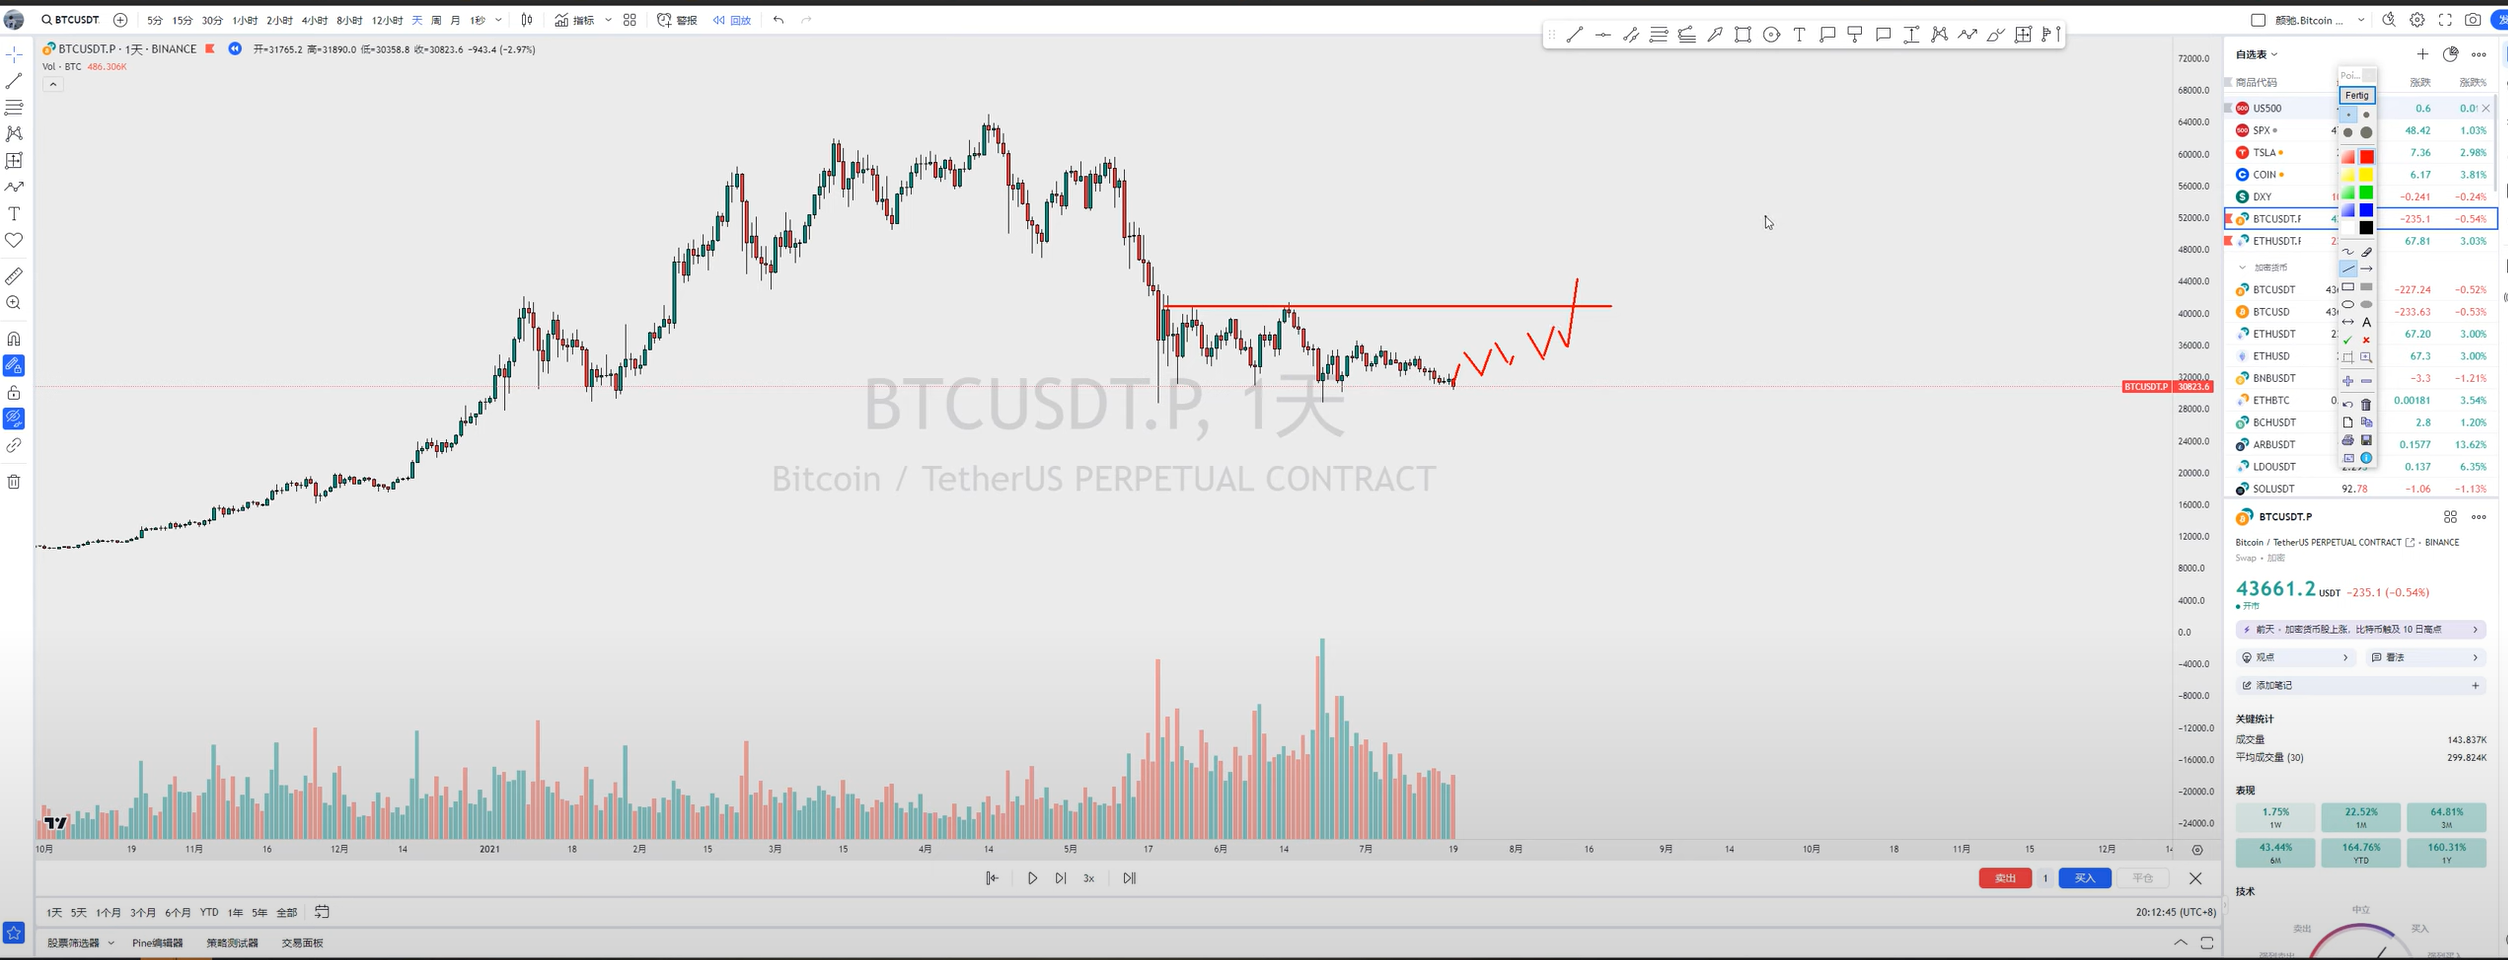 BTCUSDT. 5分 15分 30分 1小时 2小时 4小时 8小时 12小时 天 周 月 1秒 指标 警报 回放
颜弛.Bitcoin ...
BTCUSDT.P · 1天 · BINANCE 开=31765.2 高=31890.0 低=30358.8 收=30823.6 −943.4 (−2.97%)
Vol · BTC 486.306K
BTCUSDT.P, 1天
Bitcoin / TetherUS PERPETUAL CONTRACT
72000.0
68000.0
64000.0
60000.0
56000.0
52000.0
48000.0
44000.0
40000.0
36000.0
32000.0
BTCUSDT.P 30823.6
28000.0
24000.0
20000.0
16000.0
12000.0
8000.0
4000.0
0.0
−4000.0
−8000.0
−12000.0
−16000.0
−20000.0
−24000.0
10月 19 11月 16 12月 14 2021 18 2月 15 3月 15 4月 14 5月 17 6月 14 7月 19 8月 16 9月 14 10月 18 11月 15 12月
3x
卖出 1 买入 平仓
1天 5天 1个月 3个月 6个月 YTD 1年 5年 全部
20:12:45 (UTC+8)
股票筛选器 Pine编辑器 策略测试器 交易面板
自选表
商品代码 涨跌 涨跌%
Poi...
Fertig
US500 0.6
SPX 48.42 1.03%
TSLA 7.36 2.98%
COIN 6.17 3.81%
DXY −0.241 −0.24%
BTCUSDT.P −235.1 −0.54%
ETHUSDT.P 67.81 3.03%
加密货币
BTCUSDT −227.24 −0.52%
BTCUSD −233.63 −0.53%
ETHUSDT 67.20 3.00%
ETHUSD 67.3 3.00%
BNBUSDT −3.3 −1.21%
ETHBTC 0.00181 3.54%
BCHUSDT 2.8 1.20%
ARBUSDT 0.1577 13.62%
LDOUSDT 0.137 6.35%
SOLUSDT 92.78 −1.06 −1.13%
BTCUSDT.P
Bitcoin / TetherUS PERPETUAL CONTRACT · BINANCE
Swap • 加密
43661.2 USDT −235.1 (−0.54%)
开市
前天 · 加密货币股上涨，比特币触及 10 日高点
观点 看法
添加笔记
关键统计
成交量 143.837K
平均成交量 (30) 299.824K
表现
1.75% 22.52% 64.81%
1W 1M 3M
43.44% 164.76% 160.31%
6M YTD 1Y
技术
中立
卖出 买入